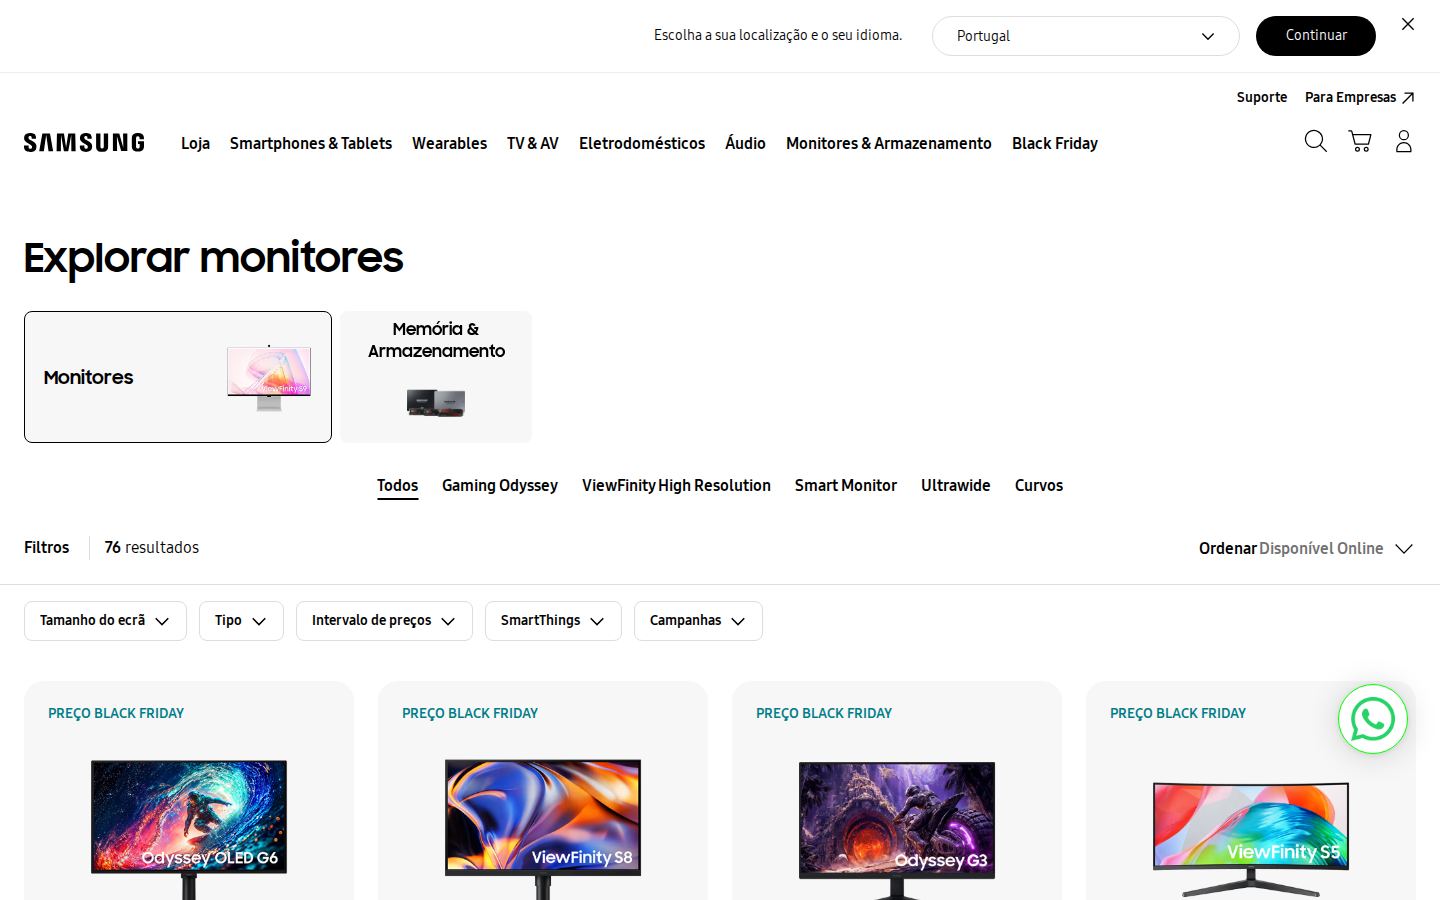 Escolha a sua localização e o seu idioma.
Portugal
Continuar
Suporte
Para Empresas
SAMSUNG
Loja
Smartphones & Tablets
Wearables
TV & AV
Eletrodomésticos
Áudio
Monitores & Armazenamento
Black Friday
Explorar monitores
Monitores
ViewFinity S9
Memória &
Armazenamento
Todos
Gaming Odyssey
ViewFinity High Resolution
Smart Monitor
Ultrawide
Curvos
Filtros
76 resultados
Ordenar Disponível Online
Tamanho do ecrã
Tipo
Intervalo de preços
SmartThings
Campanhas
PREÇO BLACK FRIDAY
PREÇO BLACK FRIDAY
PREÇO BLACK FRIDAY
PREÇO BLACK FRIDAY
Odyssey OLED G6
ViewFinity S8
Odyssey G3
ViewFinity S5